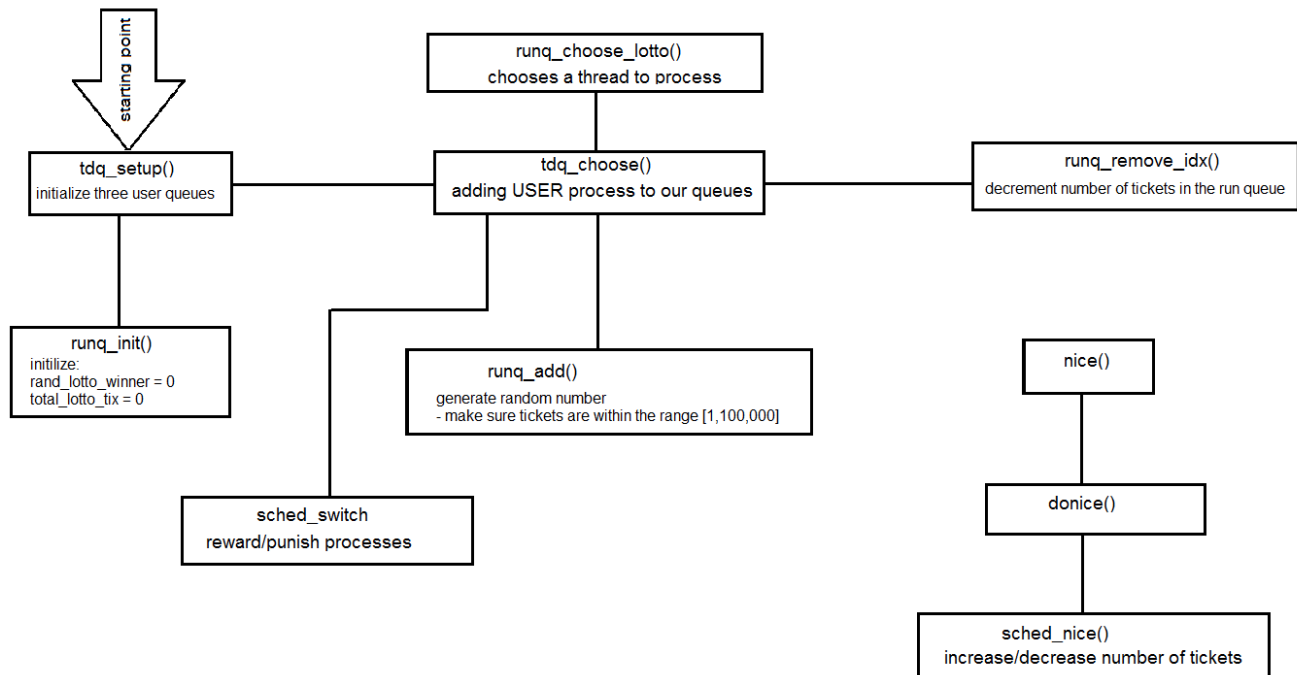 starting point
runq_choose_lotto()
chooses a thread to process
tdq_setup()
initialize three user queues
tdq_choose()
adding USER process to our queues
runq_remove_idx()
decrement number of tickets in the run queue
runq_init()
initilize:
rand_lotto_winner = 0
total_lotto_tix = 0
runq_add()
generate random number
- make sure tickets are within the range [1,100,000]
nice()
sched_switch
reward/punish processes
donice()
sched_nice()
increase/decrease number of tickets